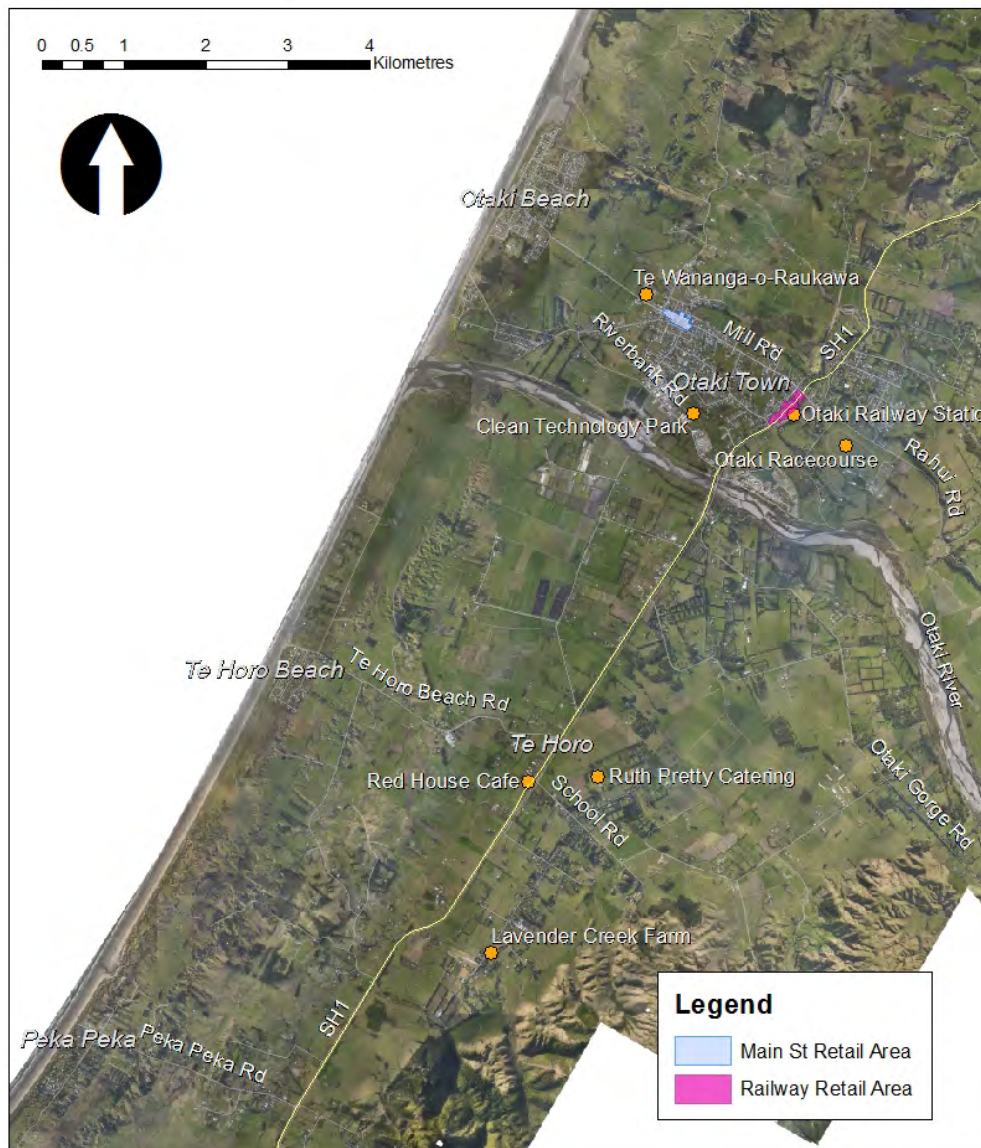 0 0.5 1 2 3 4
Kilometres
Otaki Beach
Te Wananga-o-Raukawa
Mill Rd
SH1
Riverbank Rd
Otaki Town
Clean Technology Park
Otaki Railway Statio
Otaki Racecourse
Rahui Rd
Otaki River
Te Horo Beach
Te Horo Beach Rd
Te Horo
Red House Cafe
Ruth Pretty Catering
School Rd
Otaki Gorge Rd
Lavender Creek Farm
SH1
Peka Peka
Peka Peka Rd
Legend
Main St Retail Area
Railway Retail Area